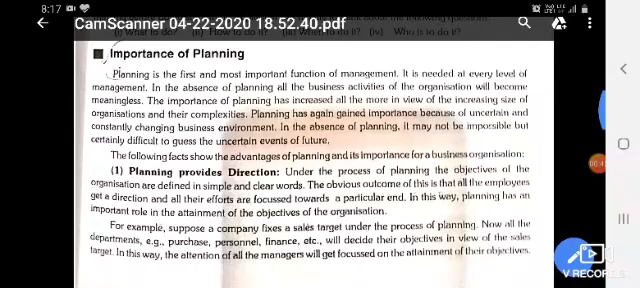 8:17
CamScanner 04-22-2020 18.52.40.pdf
(i) What to do? (ii) How to do it? (iii) When to do it? (iv) Who is to do it?
Importance of Planning
Planning is the first and most important function of management. It is needed at every level of
management. In the absence of planning all the business activities of the organisation will become
meaningless. The importance of planning has increased all the more in view of the increasing size of
organisations and their complexities. Planning has again gained importance because of uncertain and
constantly changing business environment. In the absence of planning, it may not be impossible but
certainly difficult to guess the uncertain events of future.
The following facts show the advantages of planning and its importance for a business organisation:
(1) Planning provides Direction: Under the process of planning the objectives of the
organisation are defined in simple and clear words. The obvious outcome of this is that all the employees
get a direction and all their efforts are focussed towards a particular end. In this way, planning has an
important role in the attainment of the objectives of the organisation.
For example, suppose a company fixes a sales target under the process of planning. Now all the
departments, e.g., purchase, personnel, finance, etc., will decide their objectives in view of the sales
target. In this way, the attention of all the managers will get focussed on the attainment of their objectives.